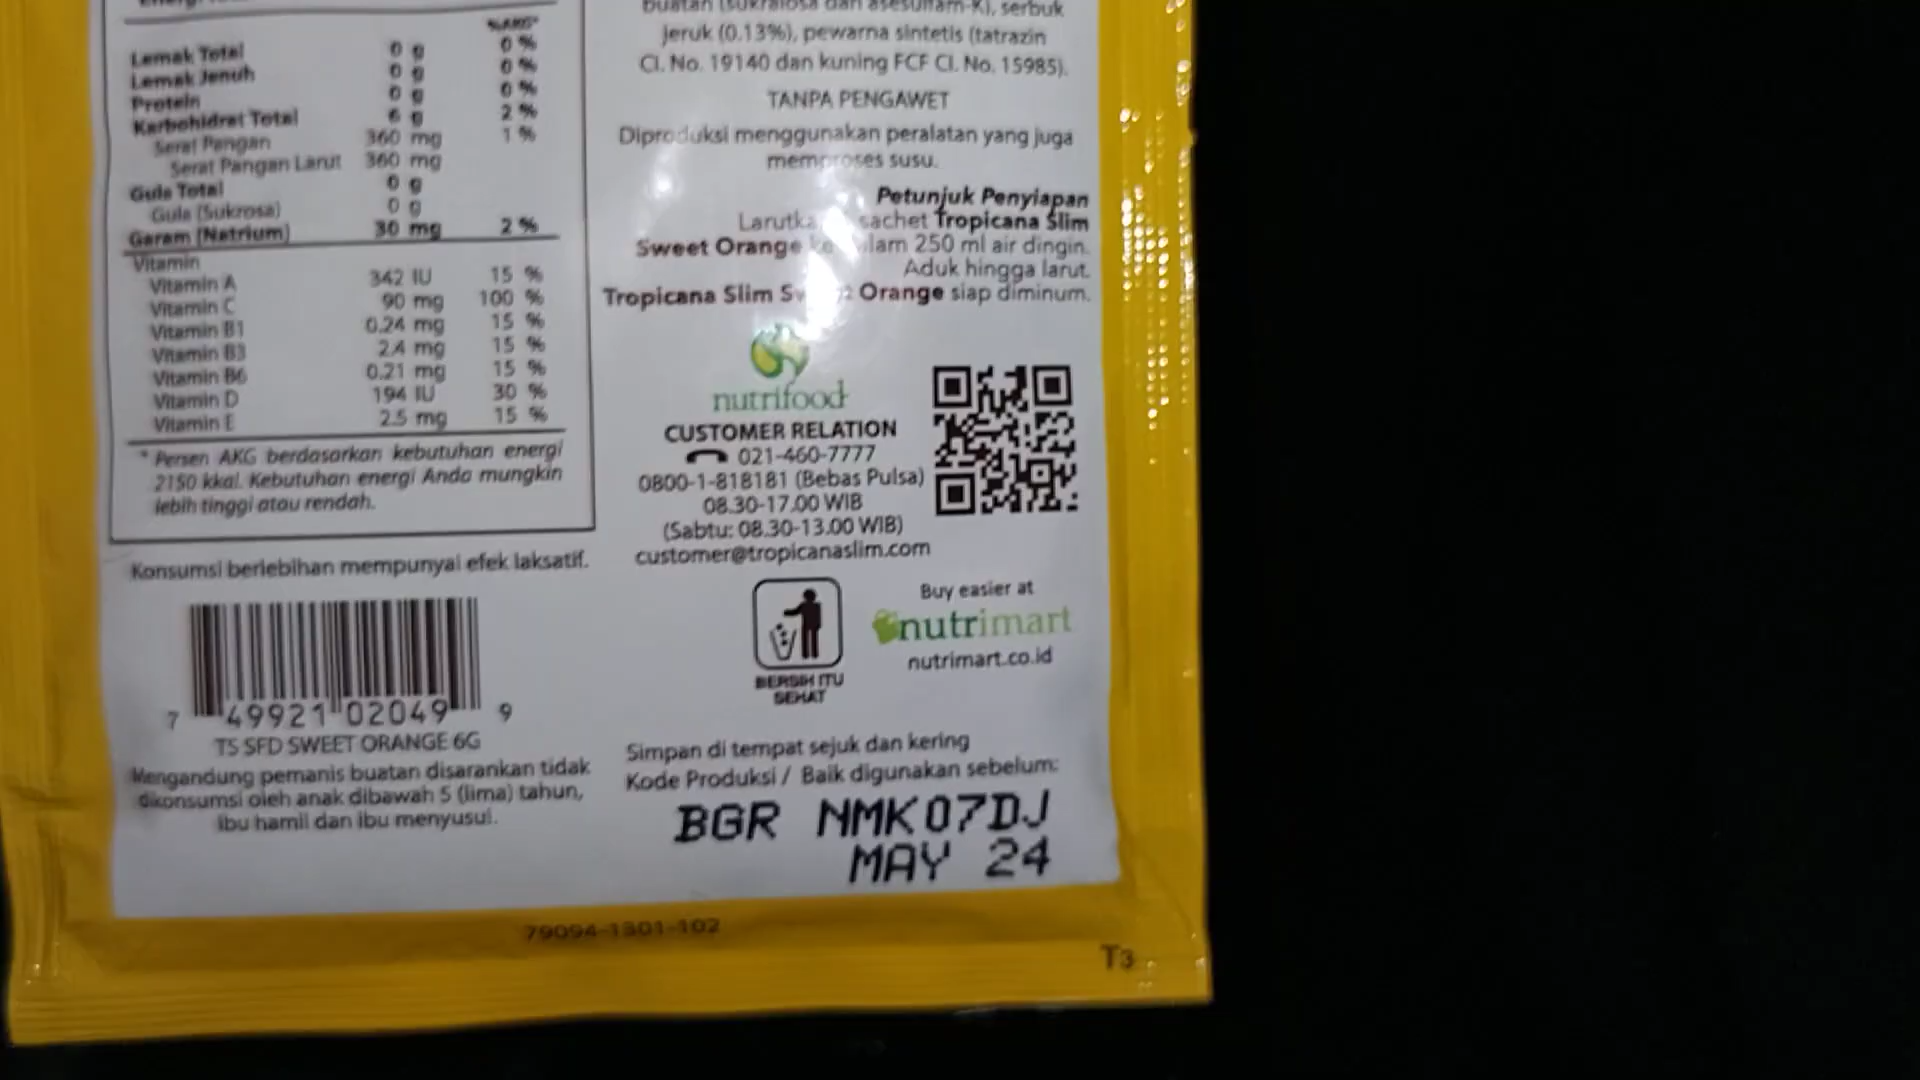 %AKG*
Lemak Total 0 g 0 %
Lemak Jenuh 0 g 0 %
Protein 0 g 0 %
Karbohidrat Total 6 g 2 %
Serat Pangan 360 mg 1 %
Serat Pangan Larut 360 mg
Gula Total 0 g
Gula (Sukrosa) 0 g
Garam (Natrium) 30 mg 2 %
Vitamin
Vitamin A 342 IU 15 %
Vitamin C 90 mg 100 %
Vitamin B1 0.24 mg 15 %
Vitamin B3 2.4 mg 15 %
Vitamin B6 0.21 mg 15 %
Vitamin D 194 IU 30 %
Vitamin E 2.5 mg 15 %
* Persen AKG berdasarkan kebutuhan energi
2150 kkal. Kebutuhan energi Anda mungkin
lebih tinggi atau rendah.
Konsumsi berlebihan mempunyai efek laksatif.
7 49921 02049 9
TS SFD SWEET ORANGE 6G
Mengandung pemanis buatan disarankan tidak
dikonsumsi oleh anak dibawah 5 (lima) tahun,
ibu hamil dan ibu menyusui.
buatan (sukralosa dan asesulfam-K), serbuk
jeruk (0.13%), pewarna sintetis (tatrazin
CI. No. 19140 dan kuning FCF CI. No. 15985).
TANPA PENGAWET
Diproduksi menggunakan peralatan yang juga
memproses susu.
Petunjuk Penyiapan
sachet Tropicana Slim
Sweet Orange 250 ml air dingin.
Aduk hingga larut.
Tropicana Slim Orange siap diminum.
nutrifood
CUSTOMER RELATION
021-460-7777
0800-1-818181 (Bebas Pulsa)
08.30-17.00 WIB
(Sabtu: 08.30-13.00 WIB)
customer@tropicanaslim.com
BERSIH ITU
SEHAT
Buy easier at
nutrimart
nutrimart.co.id
Simpan di tempat sejuk dan kering
Kode Produksi / Baik digunakan sebelum:
BGR NMK07DJ
MAY 24
79094-1301-102
T3